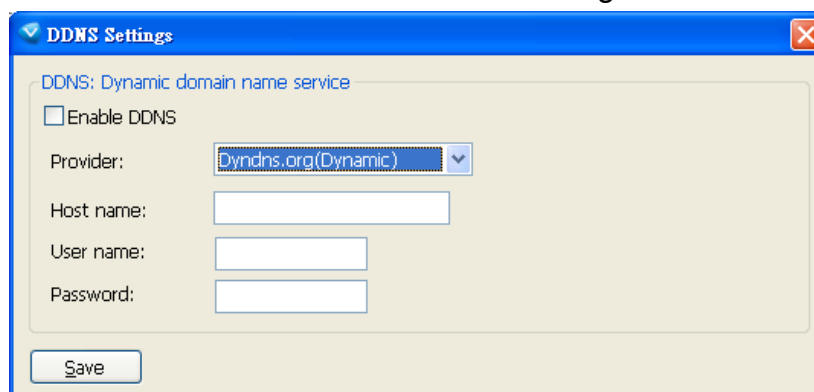 DDNS Settings
DDNS: Dynamic domain name service
Enable DDNS
Provider: Dyndns.org(Dynamic)
Host name:
User name:
Password:
Save